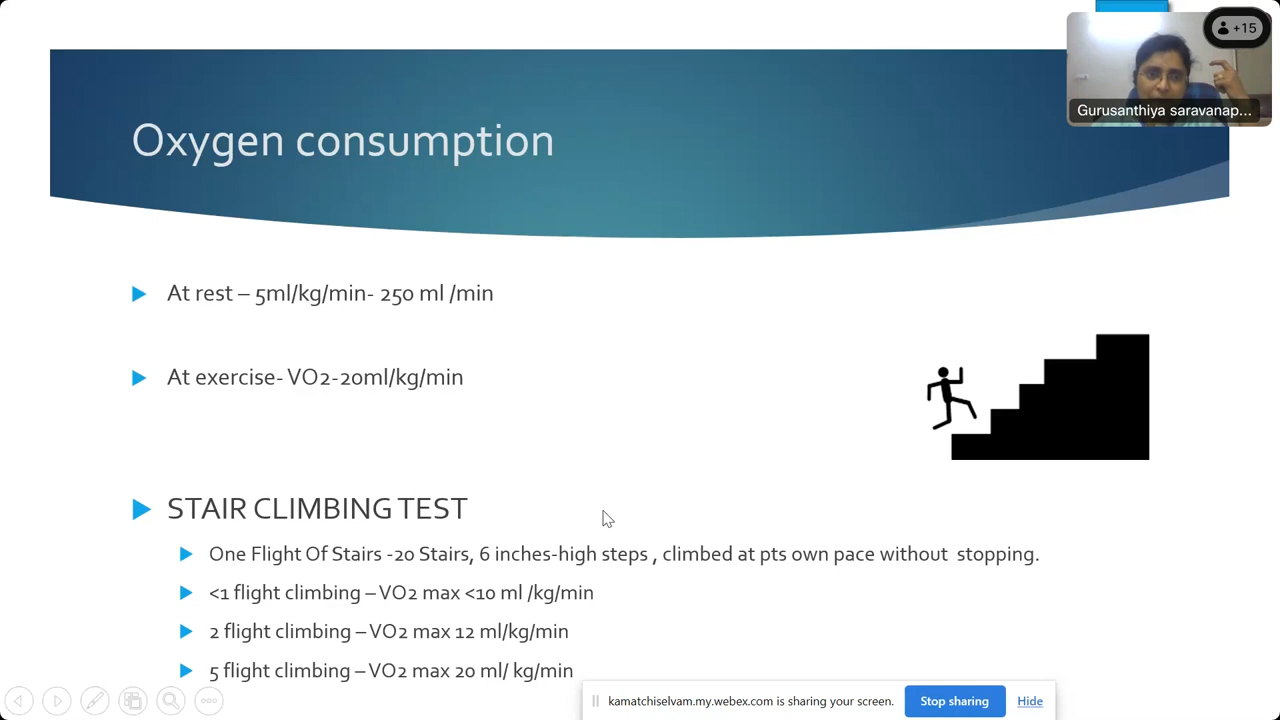 +15
Gurusanthiya saravanap...
Oxygen consumption
At rest – 5ml/kg/min- 250 ml /min
At exercise- VO2-20ml/kg/min
STAIR CLIMBING TEST
One Flight Of Stairs -20 Stairs, 6 inches-high steps , climbed at pts own pace without  stopping.
<1 flight climbing – VO2 max <10 ml /kg/min
2 flight climbing – VO2 max 12 ml/kg/min
5 flight climbing – VO2 max 20 ml/ kg/min
kamatchiselvam.my.webex.com is sharing your screen. Stop sharing Hide